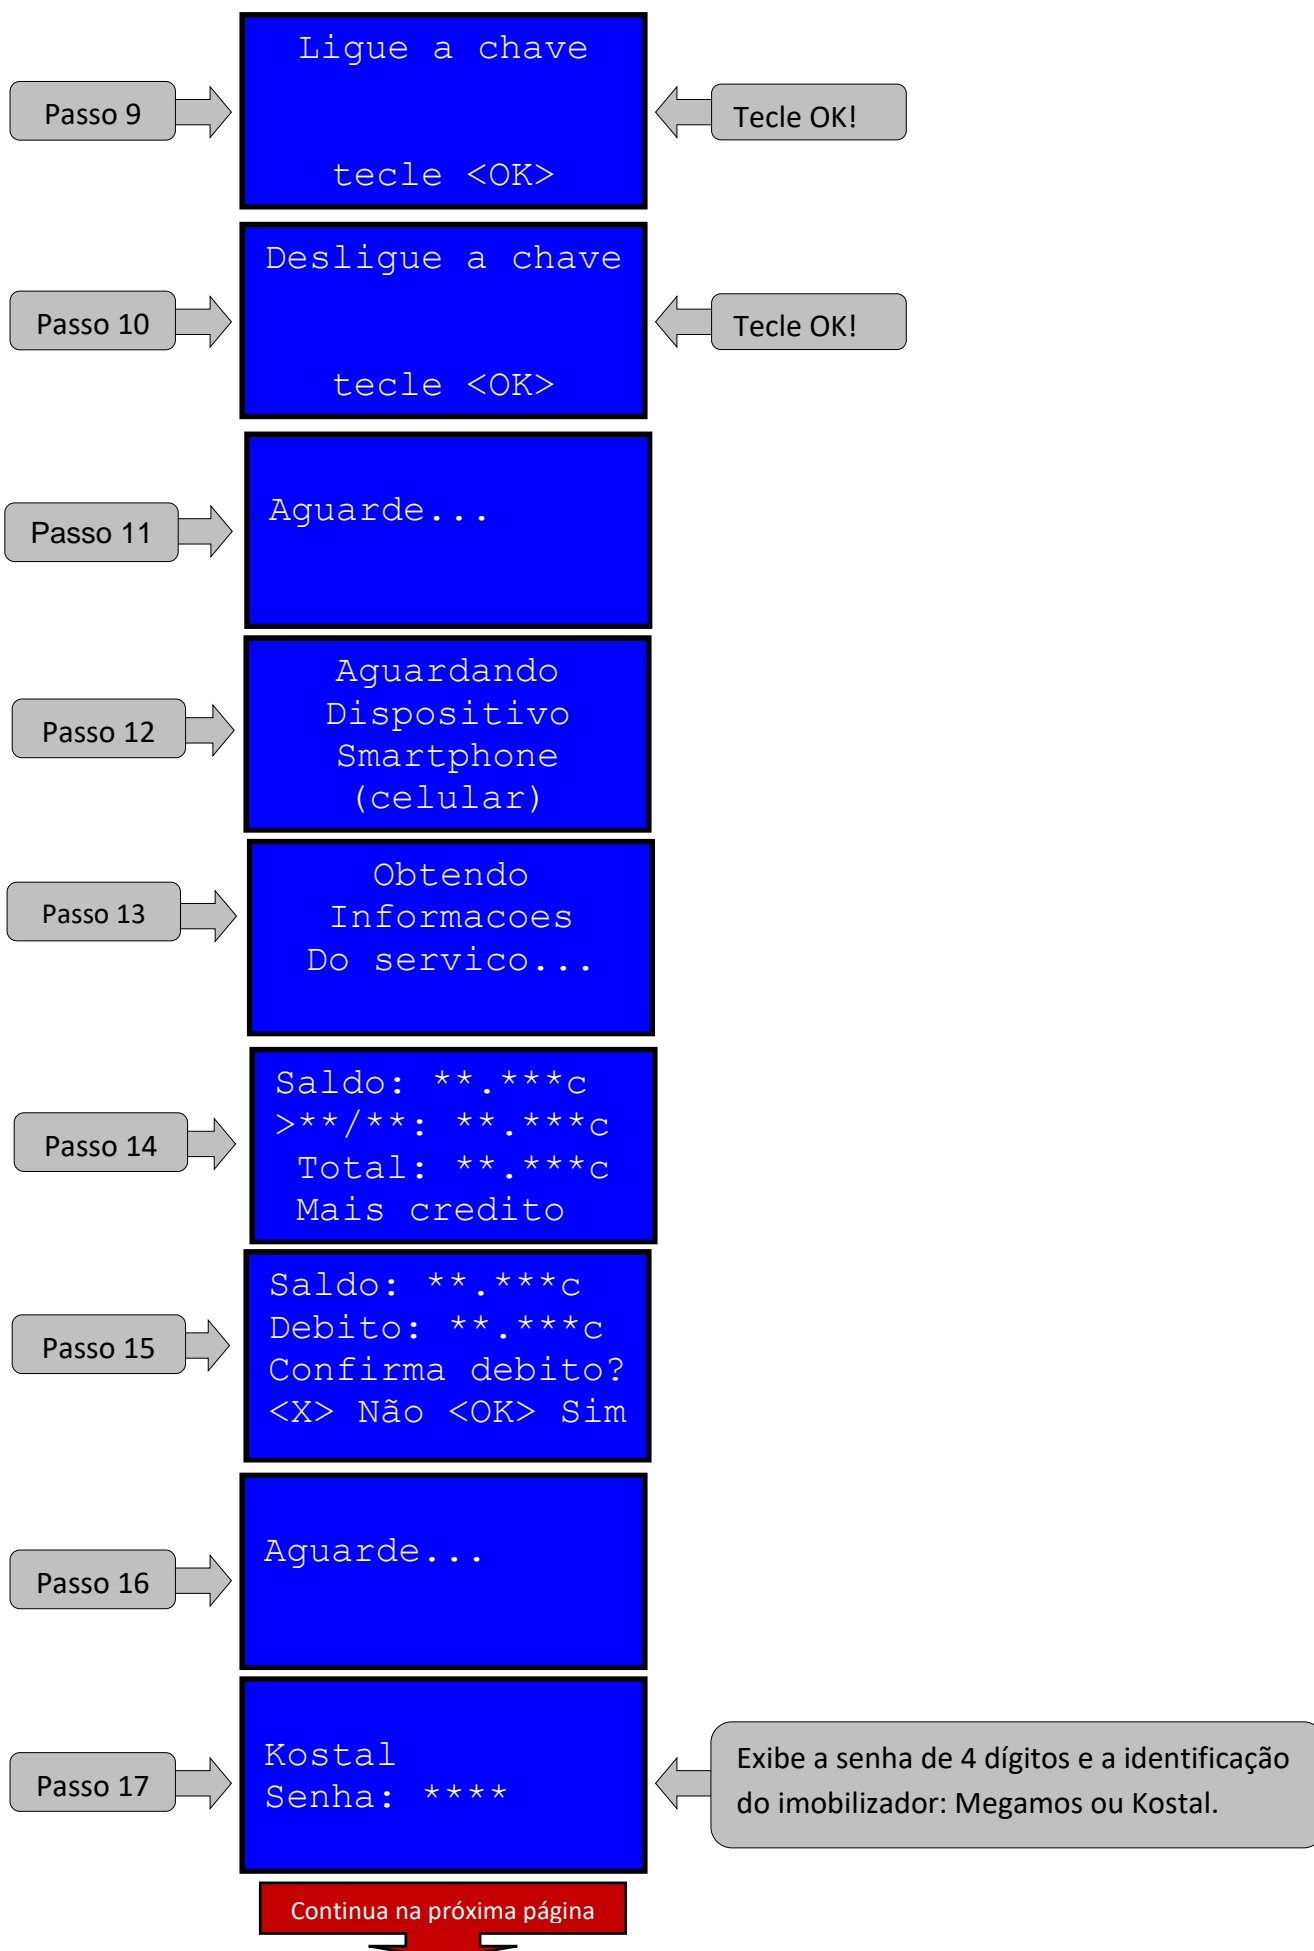 Ligue a chave
Passo 9
Tecle OK!
tecle <OK>
Desligue a chave
Passo 10
Tecle OK!
tecle <OK>
Aguarde...
Passo 11
Aguardando
Dispositivo
Passo 12
Smartphone
(celular)
Obtendo
Passo 13
Informacoes
Do servico...
Saldo: **.***c
>**/**: **.***c
Passo 14
Total: **.***c
Mais credito
Saldo: **.***c
Debito: **.***c
Passo 15
Confirma debito?
<X> Não <OK> Sim
Aguarde...
Passo 16
Kostal
Passo 17
Senha: ****
Exibe a senha de 4 dígitos e a identificação
do imobilizador: Megamos ou Kostal.
Continua na próxima página